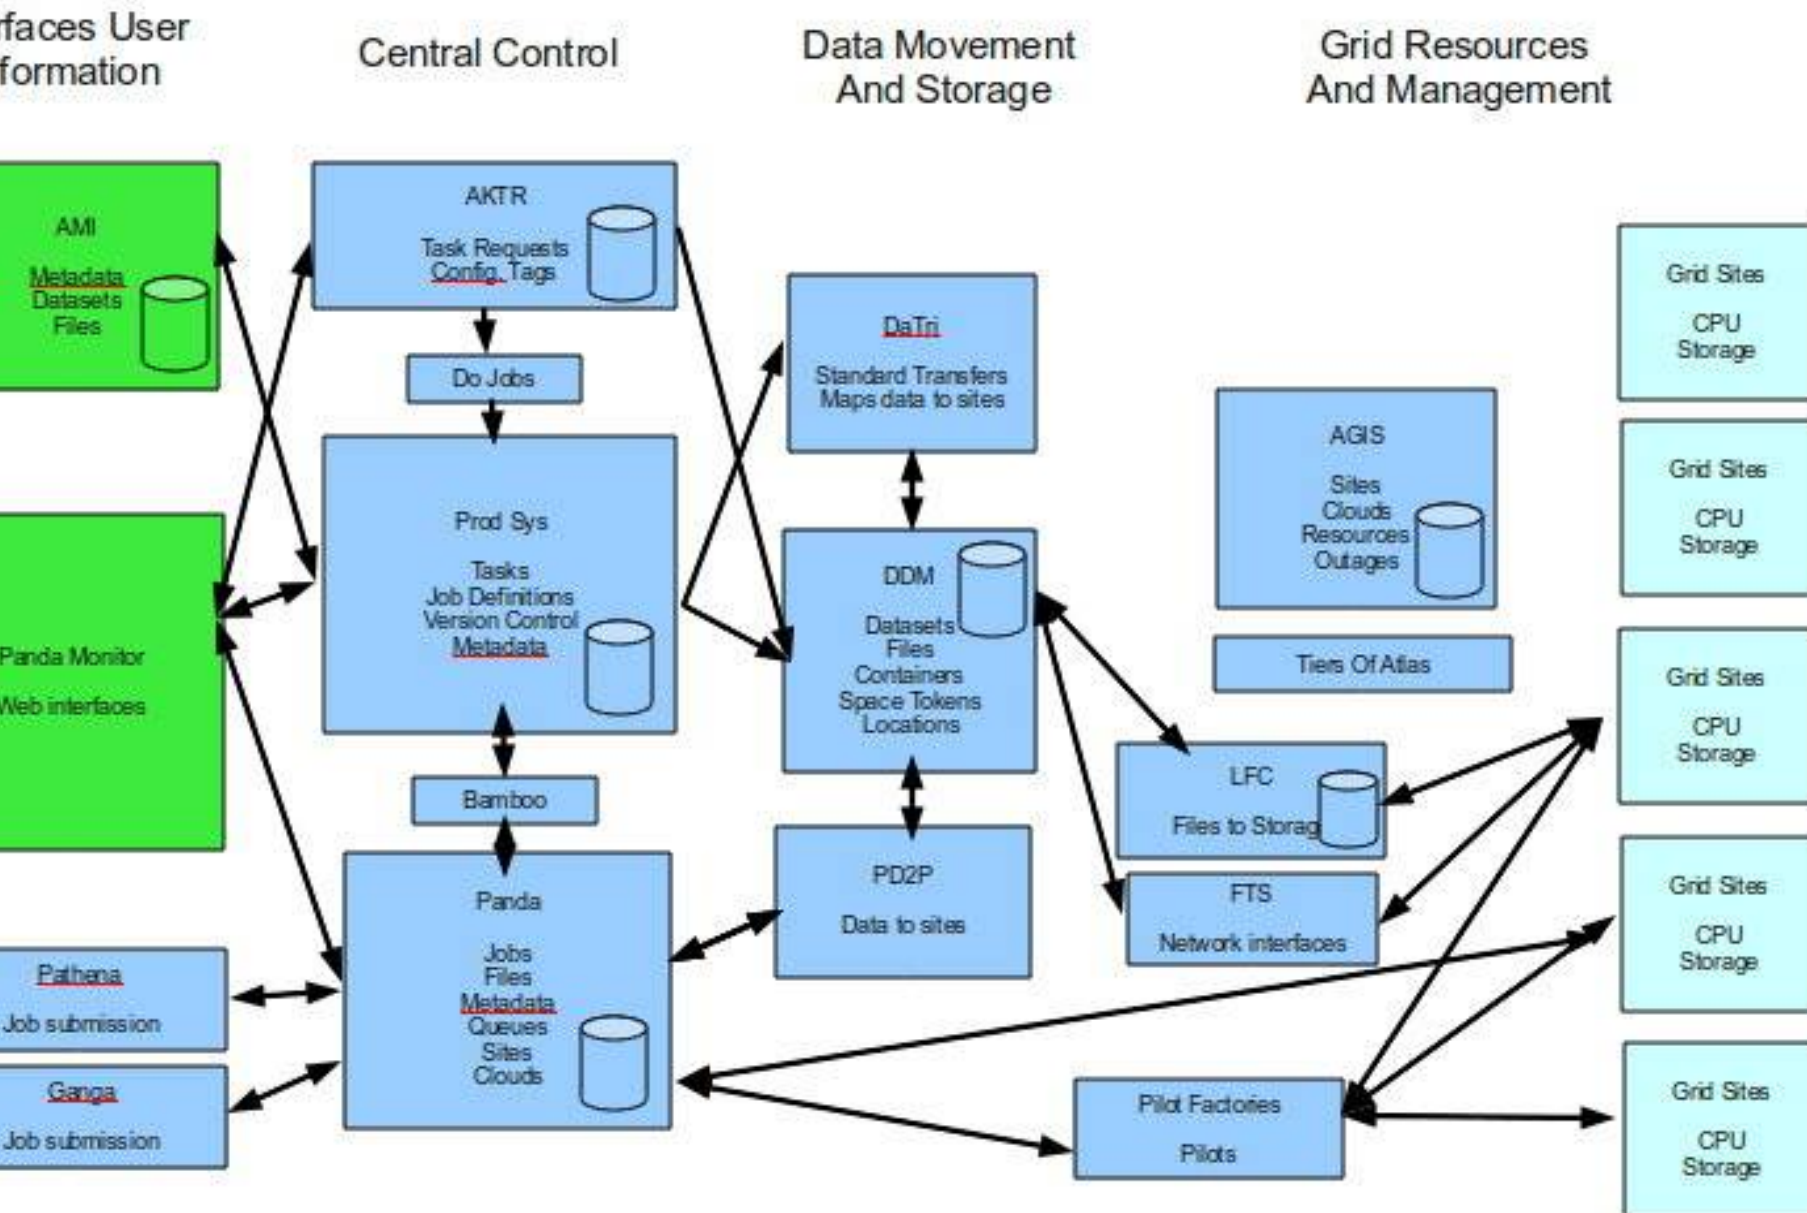 rfaces User
formation
Central Control
Data Movement
And Storage
Grid Resources
And Management
AMI
Metadata
Datasets
Files
Panda Monitor
Web interfaces
Pathena
Job submission
Ganga
Job submission
AKTR
Task Requests
Config. Tags
Do Jobs
Prod Sys
Tasks
Job Definitions
Version Control
Metadata
Bamboo
Panda
Jobs
Files
Metadata
Queues
Sites
Clouds
DaTri
Standard Transfers
Maps data to sites
DDM
Datasets
Files
Containers
Space Tokens
Locations
PD2P
Data to sites
AGIS
Sites
Clouds
Resources
Outages
Tiers Of Atlas
LFC
Files to Storag
FTS
Network interfaces
Pilot Factories
Pilots
Grid Sites
CPU
Storage
Grid Sites
CPU
Storage
Grid Sites
CPU
Storage
Grid Sites
CPU
Storage
Grid Sites
CPU
Storage